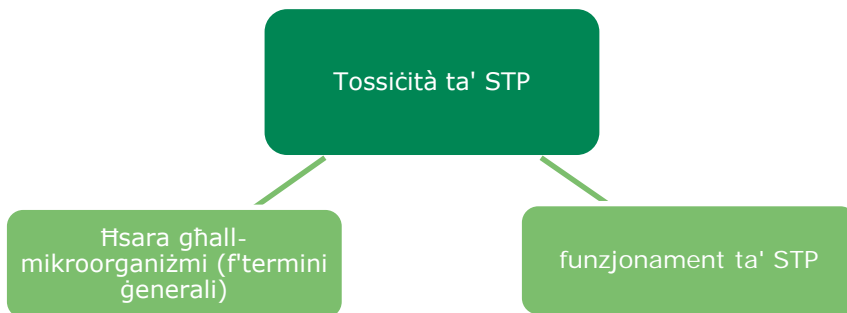 Tossiċità ta' STP
Ħsara għall-
mikroorganiżmi (f'termini
ġenerali)
funzjonament ta' STP